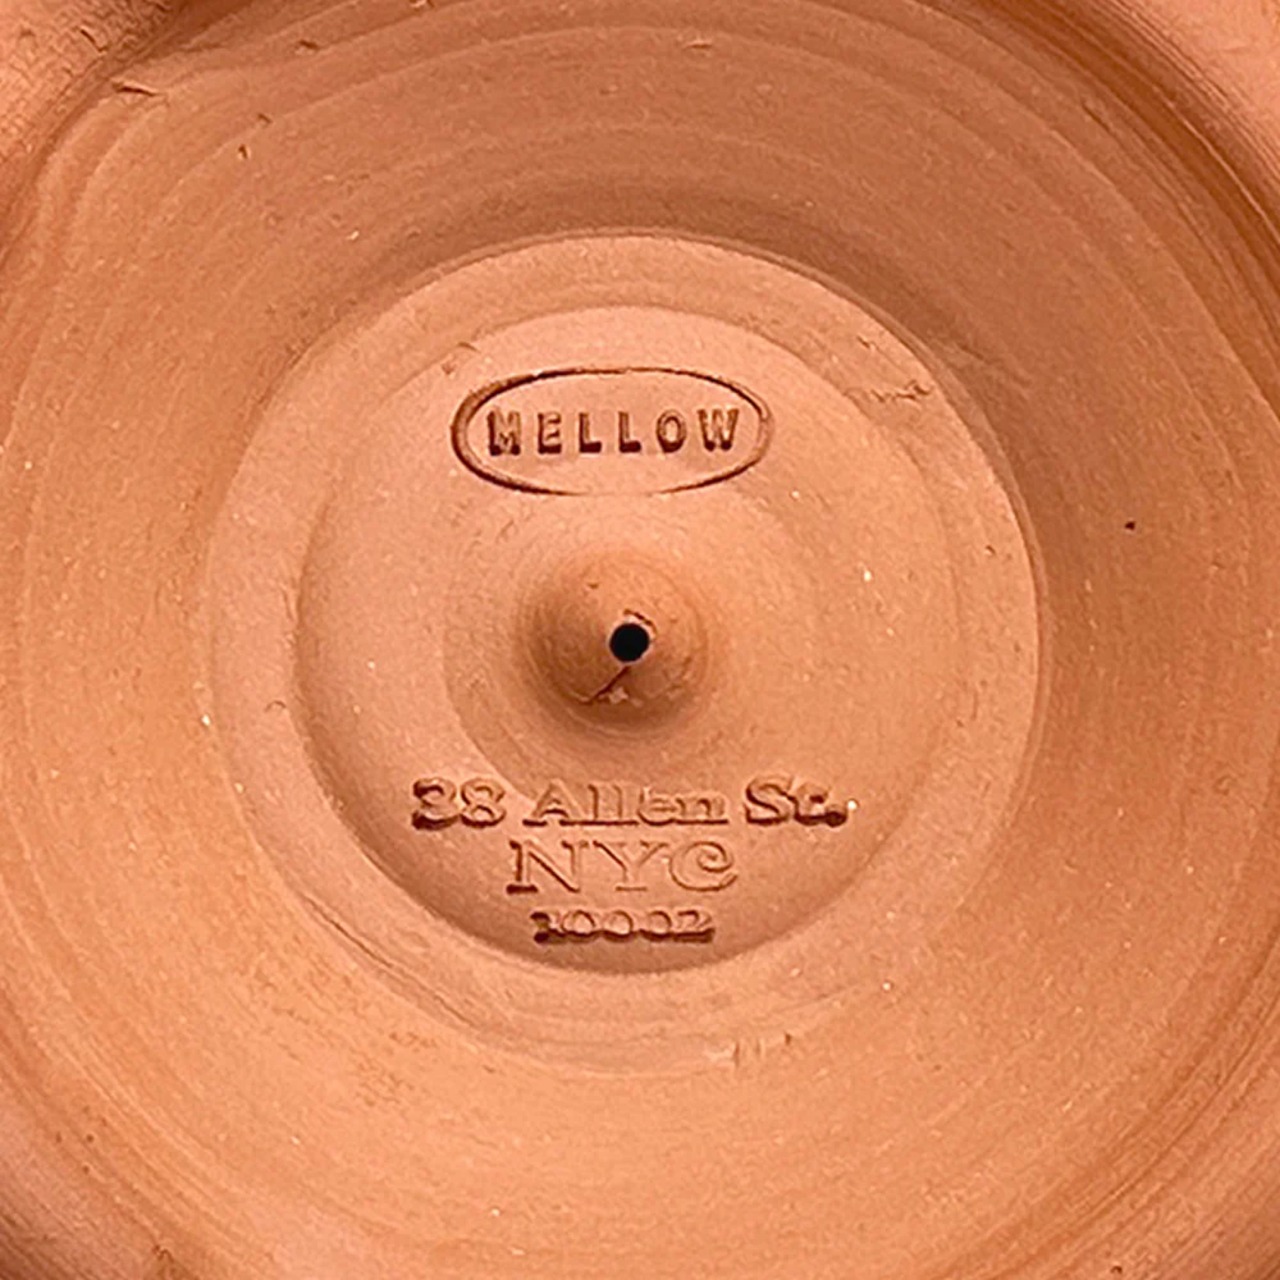 MELLOW
38 Allen St.
NYC
10002